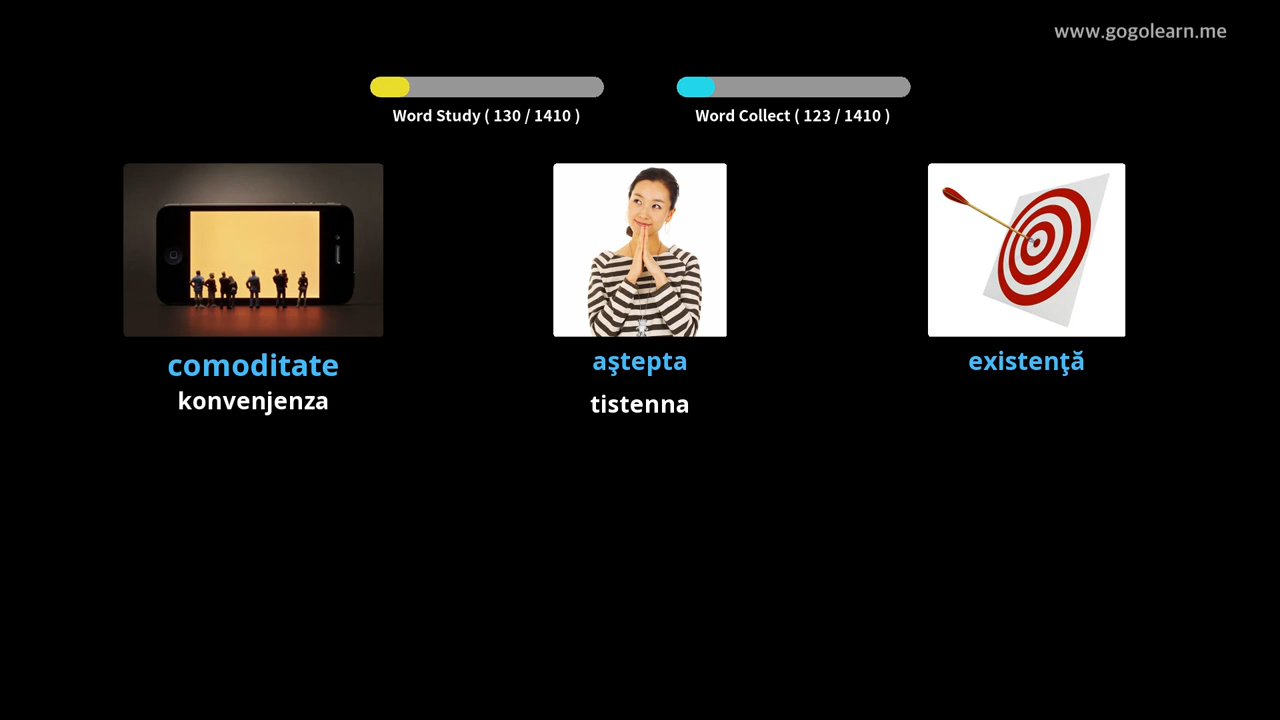 www.gogolearn.me
Word Study ( 130 / 1410 )
Word Collect ( 123 / 1410 )
comoditate
konvenjenza
aştepta
tistenna
existenţă